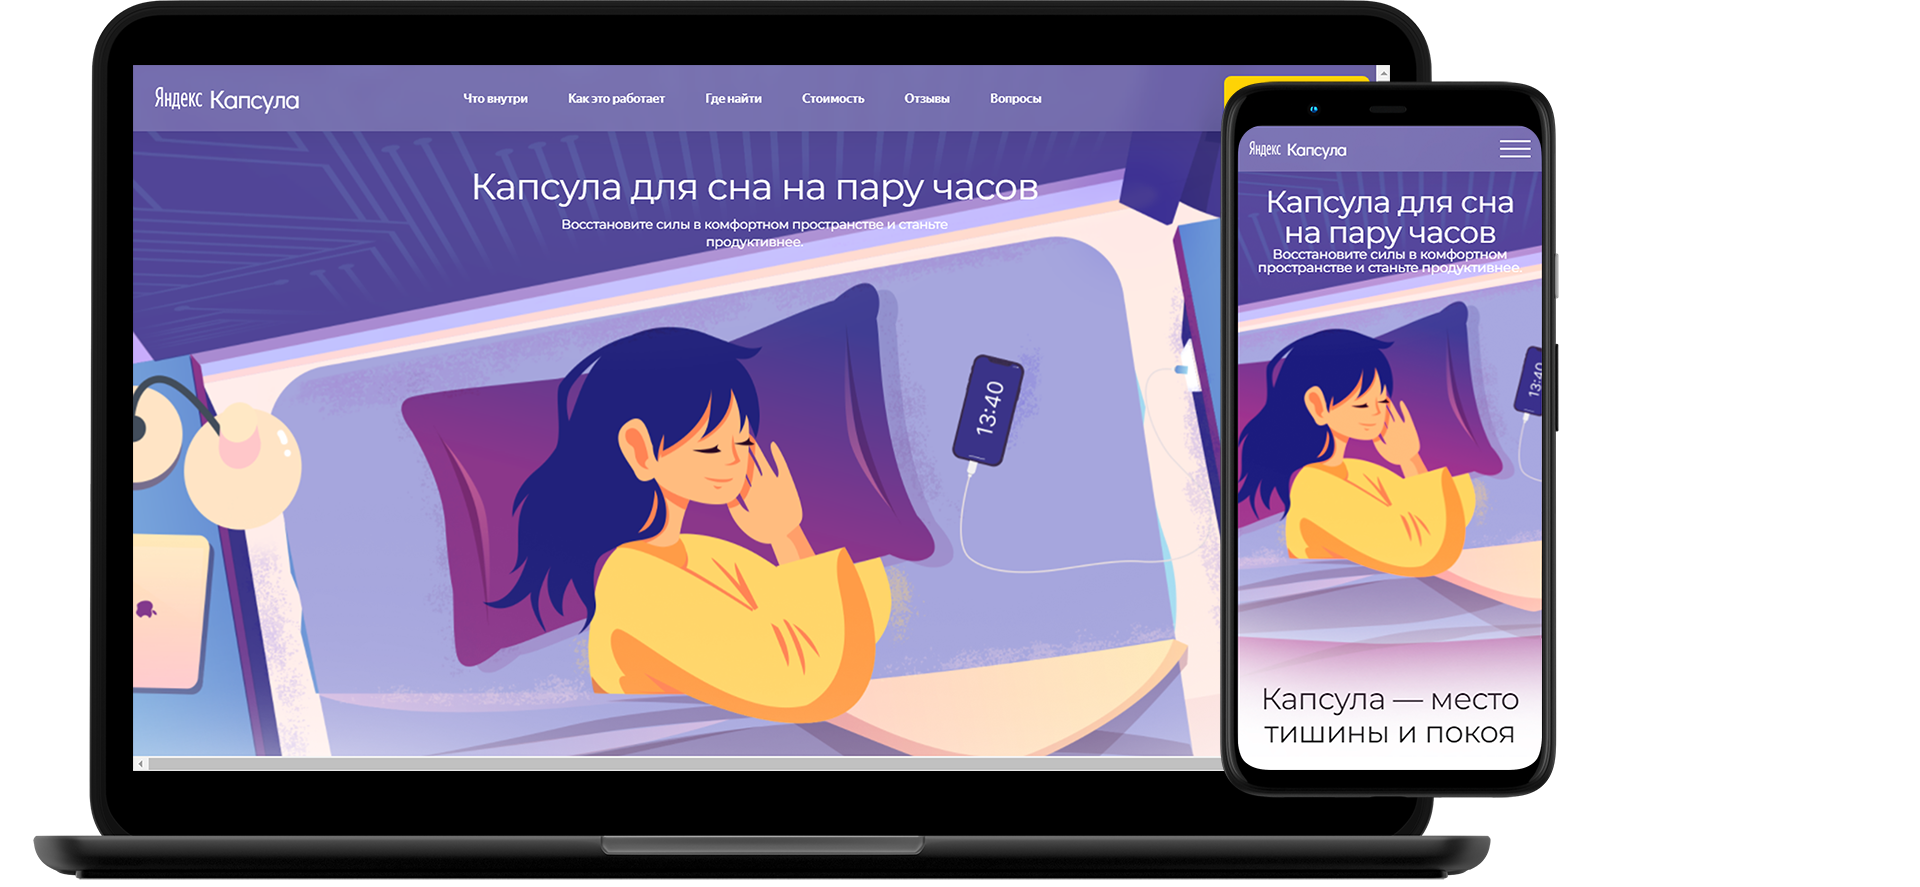 Яндекс Капсула
Что внутри Как это работает Где найти Стоимость Отзывы Вопросы
Капсула для сна на пару часов
Восстановите силы в комфортном пространстве и станьте
продуктивнее.
13:40
Яндекс Капсула
Капсула для сна
на пару часов
Восстановите силы в комфортном
пространстве и станьте продуктивнее.
13:40
Капсула — место
тишины и покоя